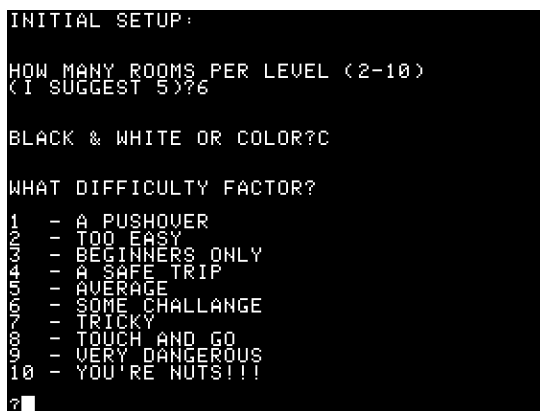 INITIAL SETUP:
HOW MANY ROOMS PER LEVEL (2-10)
(I SUGGEST 5)?6
BLACK & WHITE OR COLOR?C
WHAT DIFFICULTY FACTOR?
1 - A PUSHOVER
2 - TOO EASY
3 - BEGINNERS ONLY
4 - A SAFE TRIP
5 - AVERAGE
6 - SOME CHALLANGE
7 - TRICKY
8 - TOUCH AND GO
9 - VERY DANGEROUS
10 - YOU'RE NUTS!!!
?